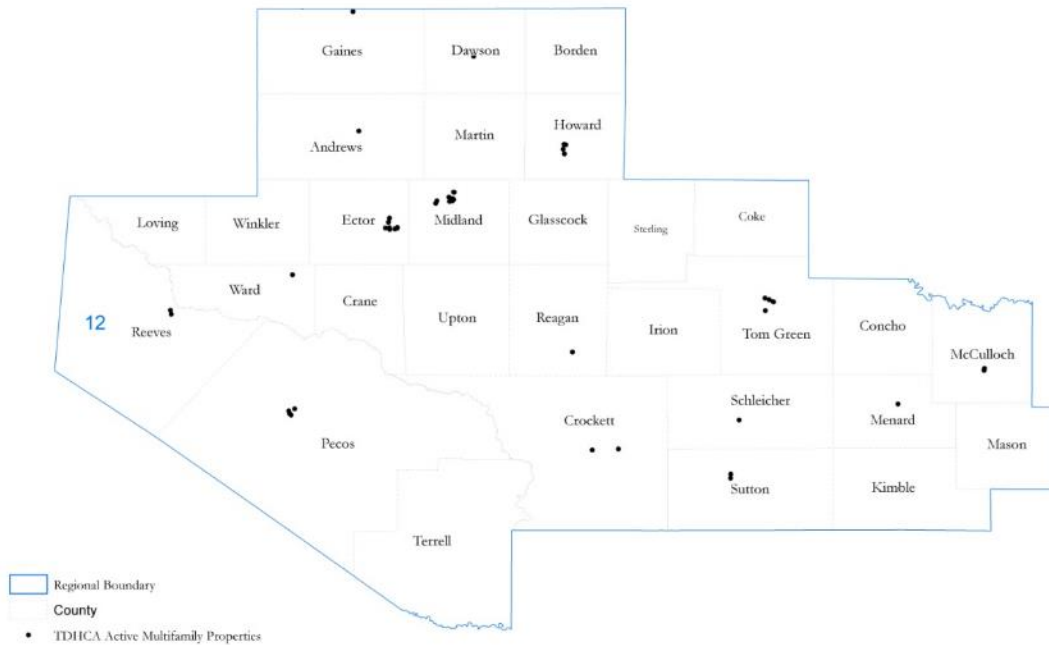 Gaines
Dawson
Borden
Andrews
Martin
Howard
Loving
Winkler
Ector
Midland
Glasscock
Sterling
Coke
12
Reeves
Ward
Crane
Upton
Reagan
Irion
Tom Green
Concho
McCulloch
Pecos
Crockett
Schleicher
Menard
Mason
Sutton
Kimble
Terrell
Regional Boundary
County
TDHCA Active Multifamily Properties